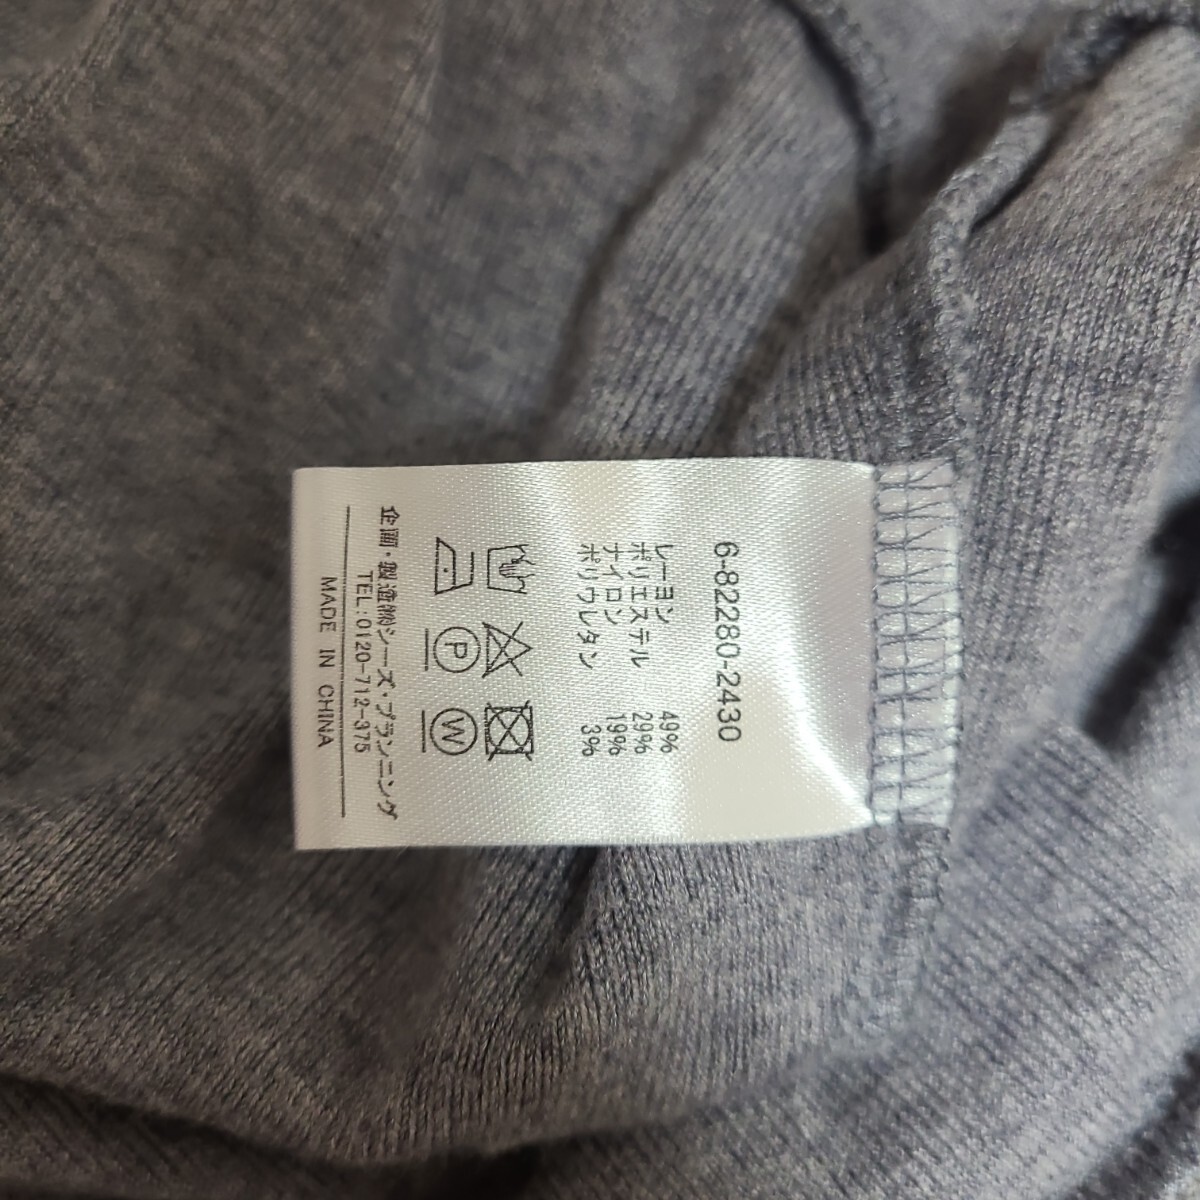 6-82280-2430
レーヨン 49%
ポリエステル 29%
ナイロン 19%
ポリウレタン 3%
P W
企画・製造㈱シーズ・プランニング
TEL:0120-712-375
MADE IN CHINA